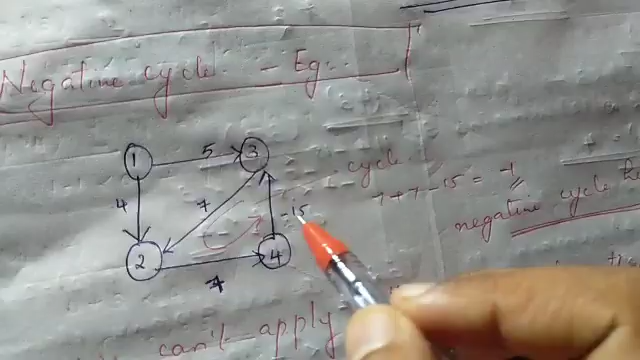 Negative cycle - Eg:
1 5 3
cycle
4 7 -15
7+7-15 = -1
negative cycle
2 4
7
can't apply